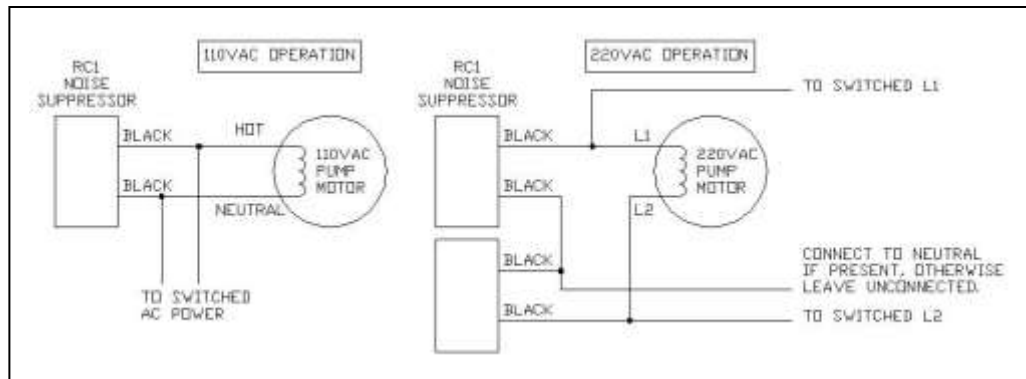 110VAC OPERATION
RC1
NOISE
SUPPRESSOR
BLACK
HOT
110VAC
PUMP
MOTOR
BLACK
NEUTRAL
TO SWITCHED
AC POWER
220VAC OPERATION
RC1
NOISE
SUPPRESSOR
TO SWITCHED L1
BLACK
L1
220VAC
PUMP
MOTOR
BLACK
L2
BLACK
CONNECT TO NEUTRAL
IF PRESENT, OTHERWISE
LEAVE UNCONNECTED.
BLACK
TO SWITCHED L2